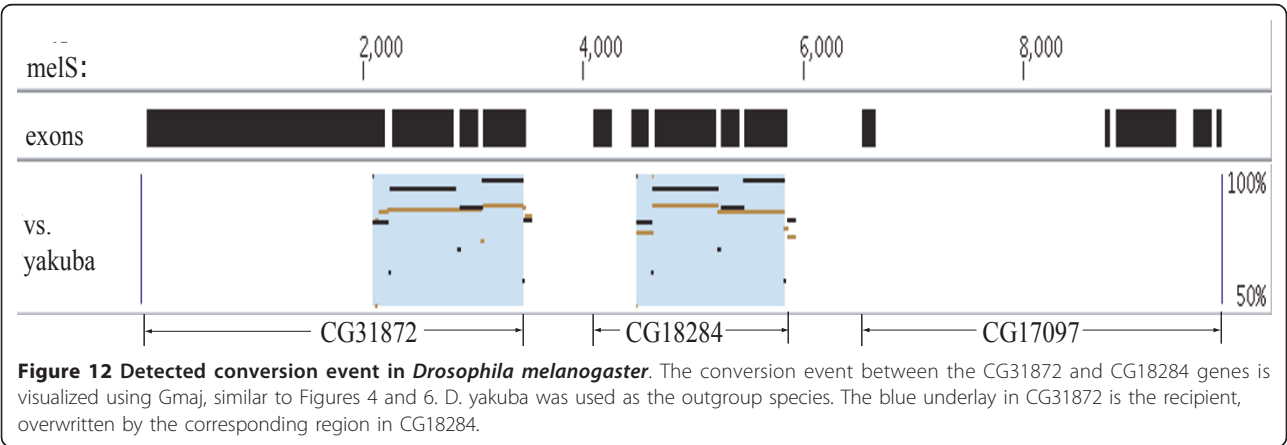 2,000 4,000 6,000 8,000
melS:
exons
100%
vs.
yakuba
50%
CG31872 CG18284 CG17097
Figure 12 Detected conversion event in Drosophila melanogaster. The conversion event between the CG31872 and CG18284 genes is
visualized using Gmaj, similar to Figures 4 and 6. D. yakuba was used as the outgroup species. The blue underlay in CG31872 is the recipient,
overwritten by the corresponding region in CG18284.